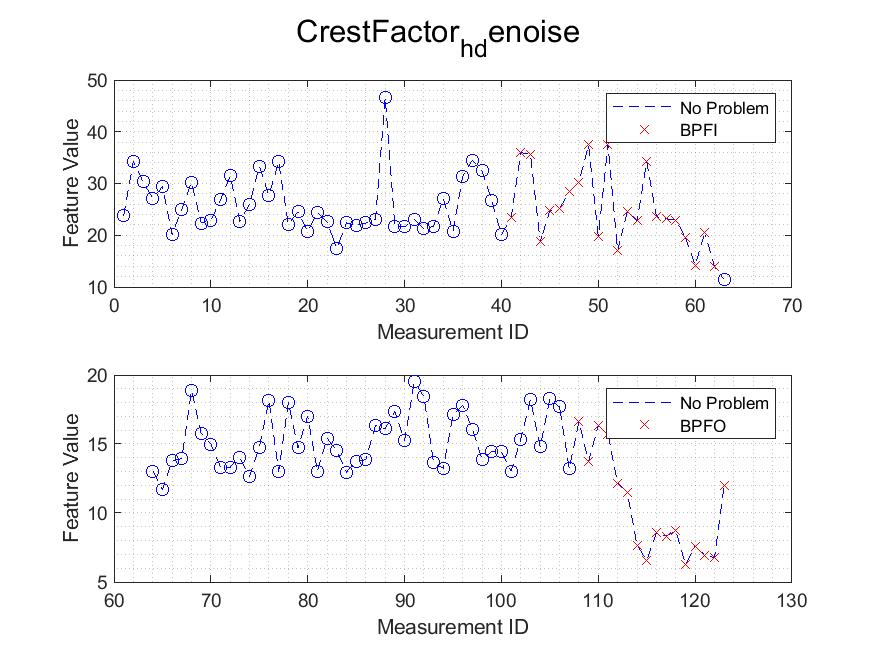 CrestFactor_hdenoise
50
40
30
20
10
Feature Value
No Problem
BPFI
0 10 20 30 40 50 60 70
Measurement ID
20
15
10
5
Feature Value
No Problem
BPFO
60 70 80 90 100 110 120 130
Measurement ID